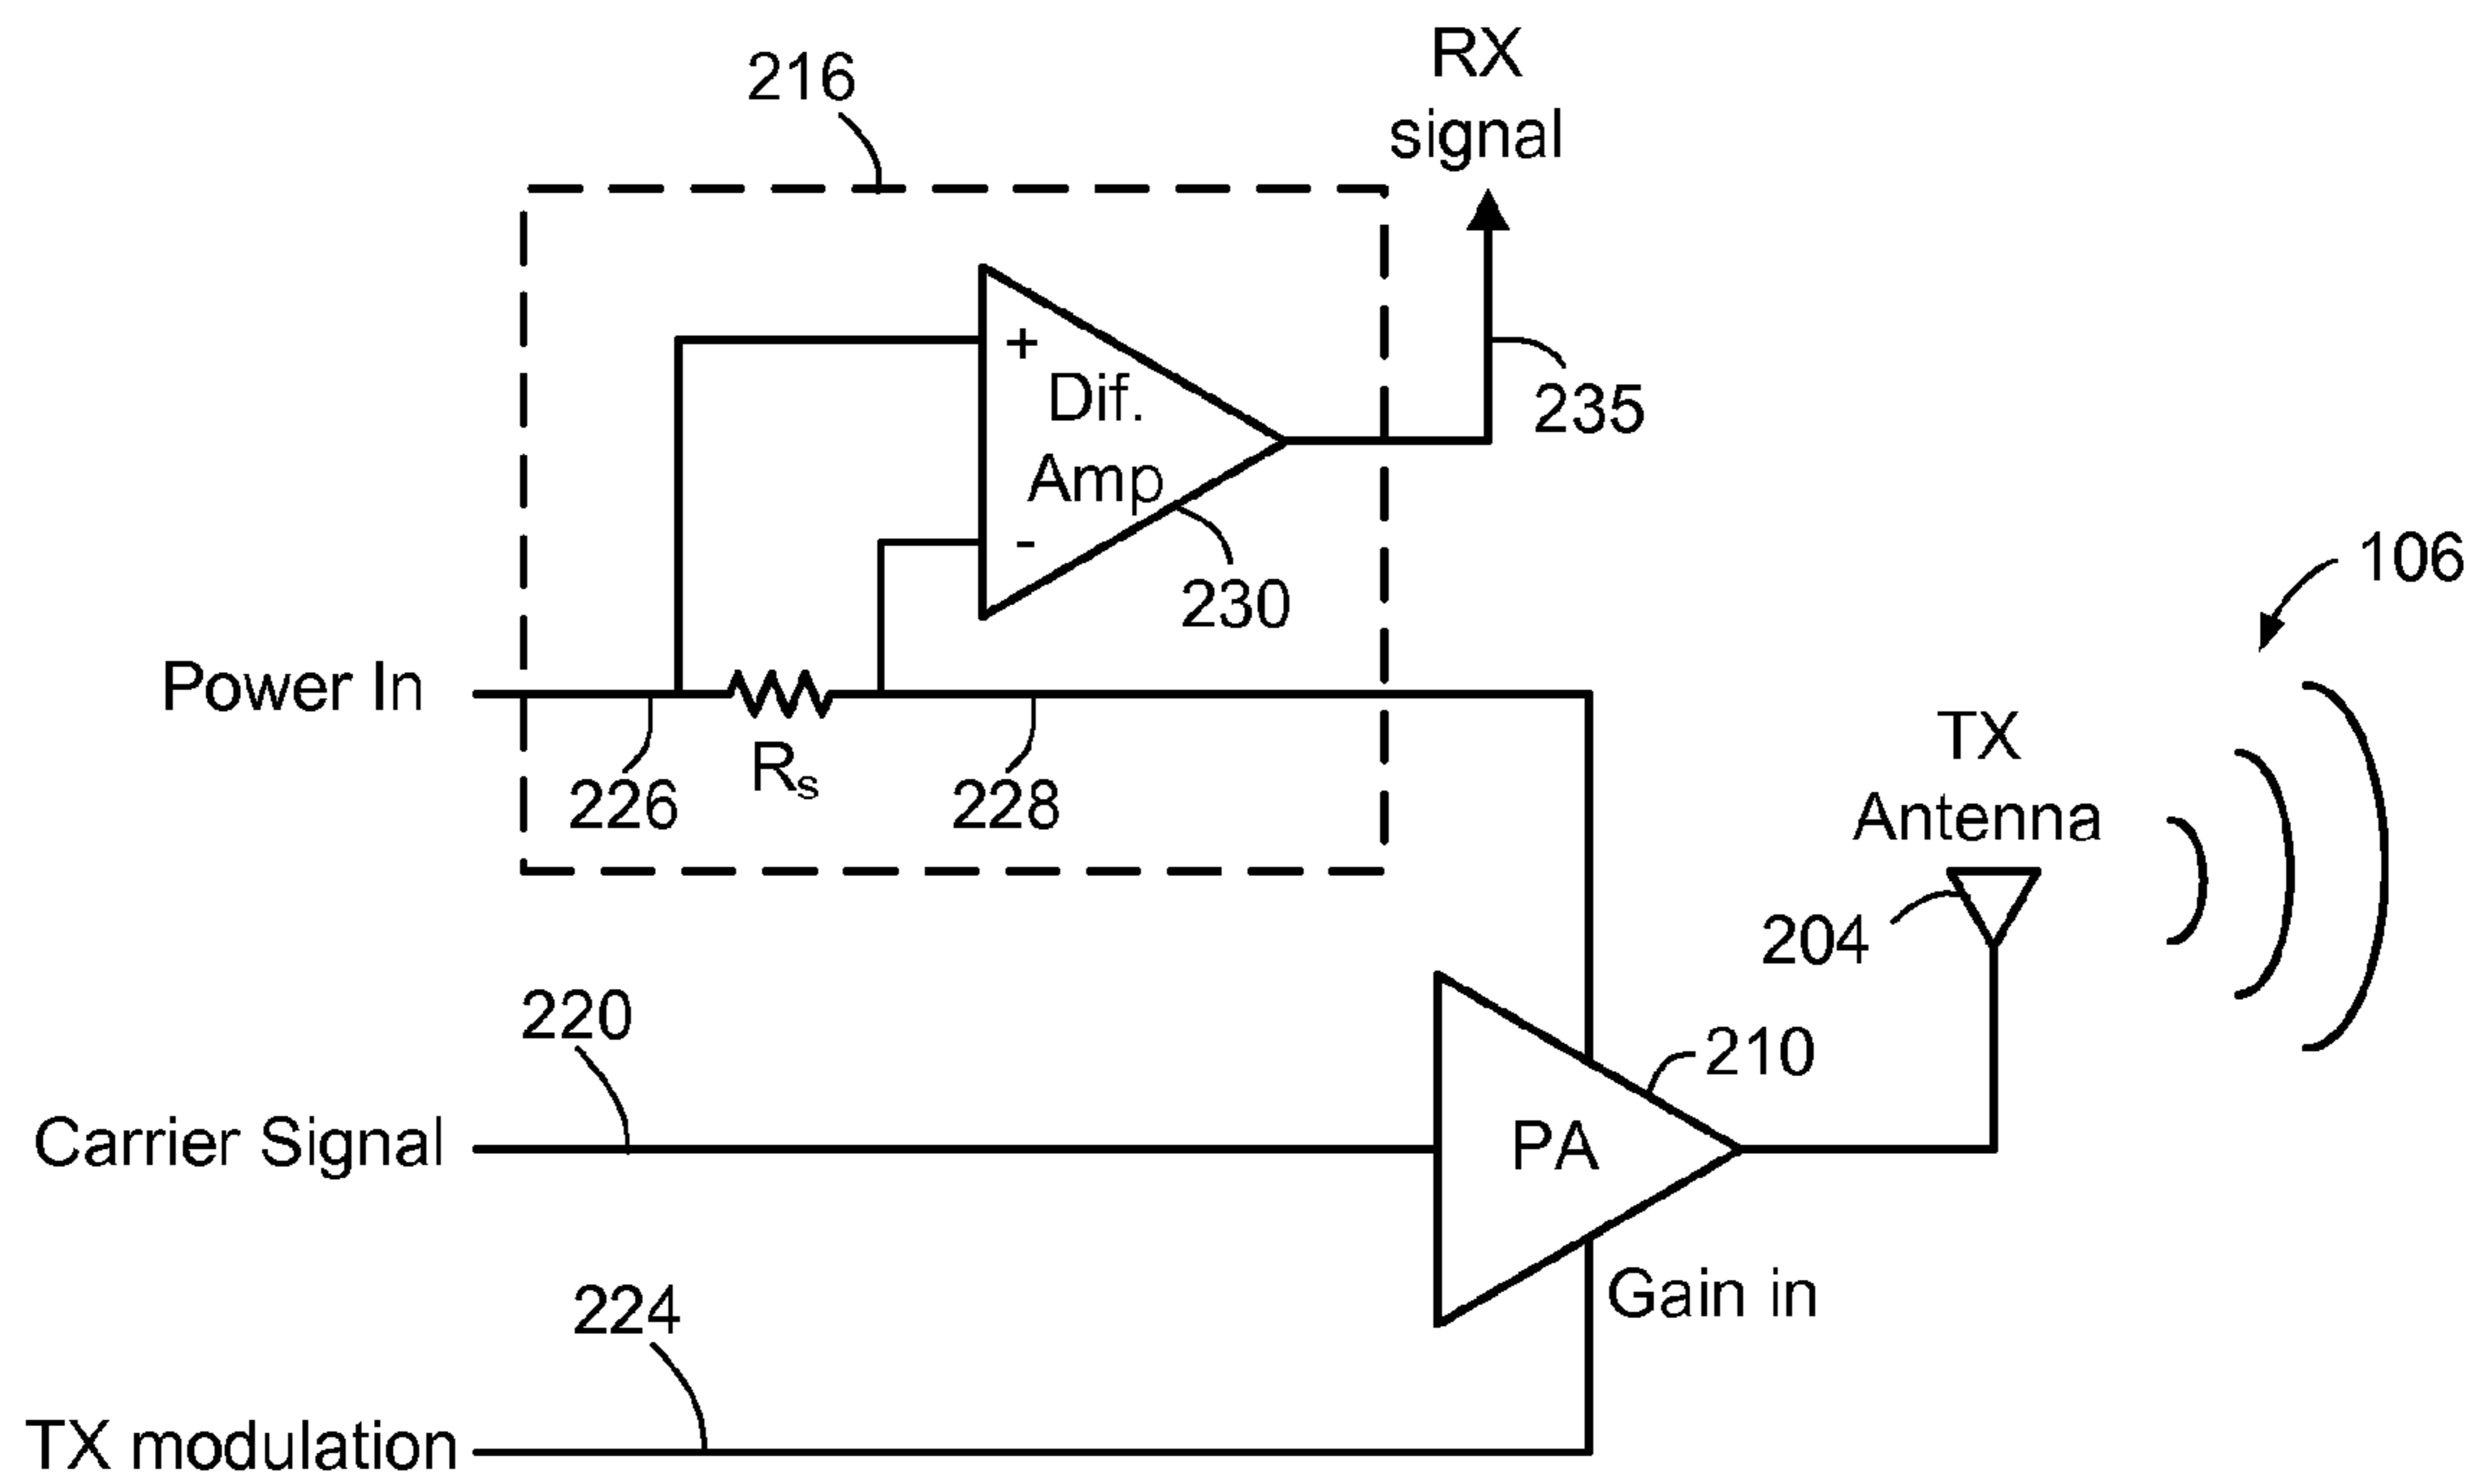 216
RX
signal
+
Dif.
Amp
-
235
230
106
Power In
226
Rs
228
TX
Antenna
204
220
210
Carrier Signal
PA
224
Gain in
TX modulation